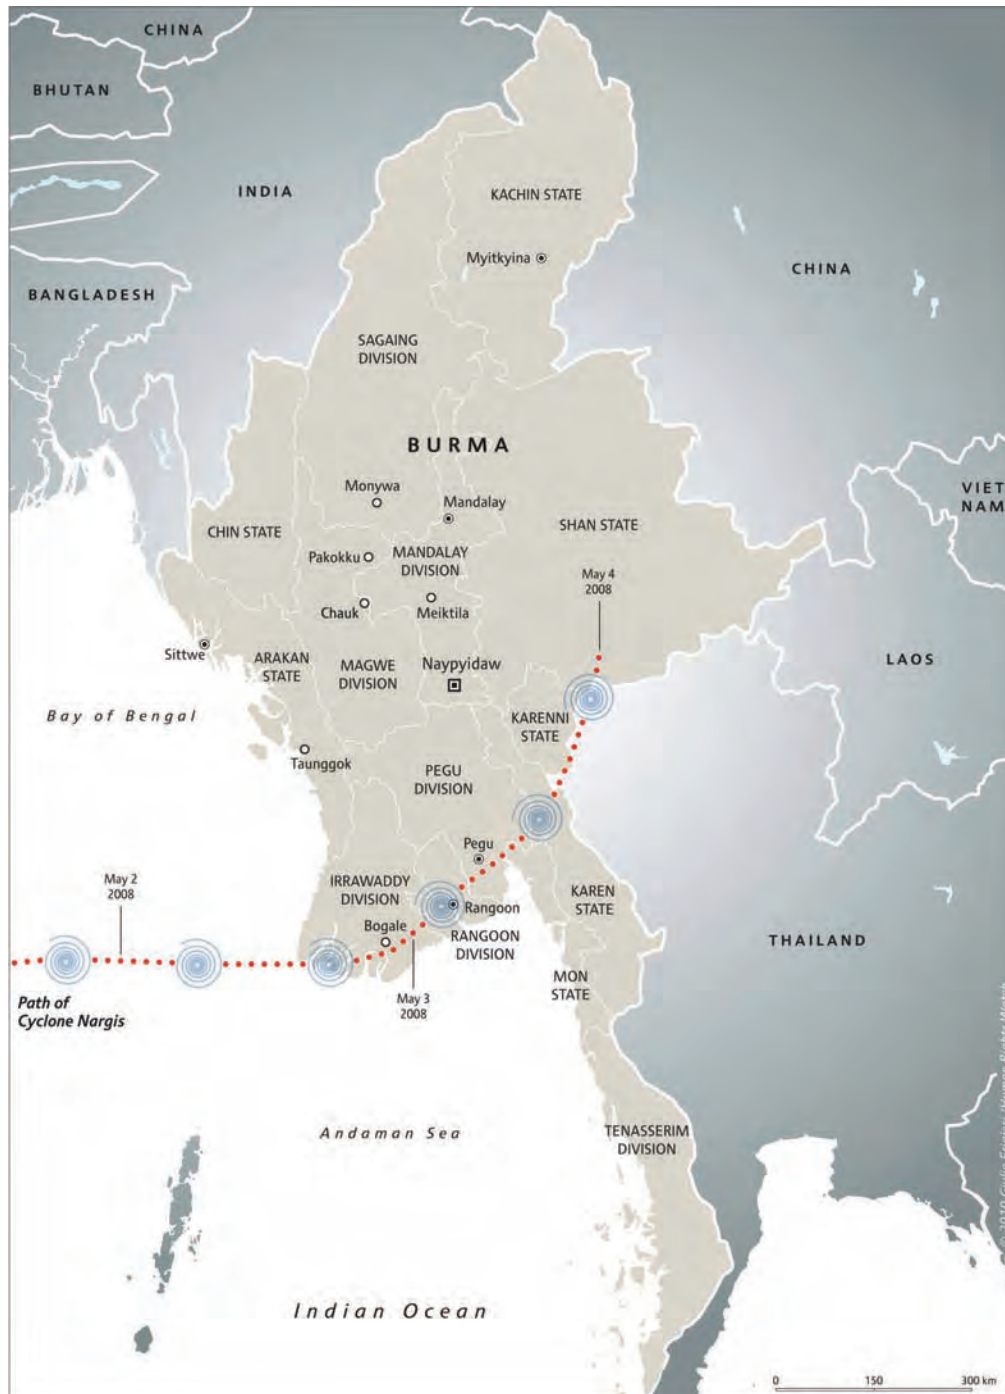 CHINA
BHUTAN
INDIA
KACHIN STATE
Myitkyina
CHINA
BANGLADESH
SAGAING
DIVISION
BURMA
Monywa
Mandalay
VIET
NAM
CHIN STATE
SHAN STATE
Pakokku
MANDALAY
DIVISION
May 4
2008
Chauk
Meiktila
Sittwe
ARAKAN
STATE
MAGWE
DIVISION
Naypyidaw
LAOS
Bay of Bengal
KARENNI
STATE
Taunggok
PEGU
DIVISION
Pegu
May 2
2008
IRRAWADDY
DIVISION
KAREN
STATE
Rangoon
Bogale
RANGOON
DIVISION
THAILAND
MON
STATE
Path of
Cyclone Nargis
May 3
2008
Andaman Sea
TENASSERIM
DIVISION
Indian Ocean
0 150 300 km